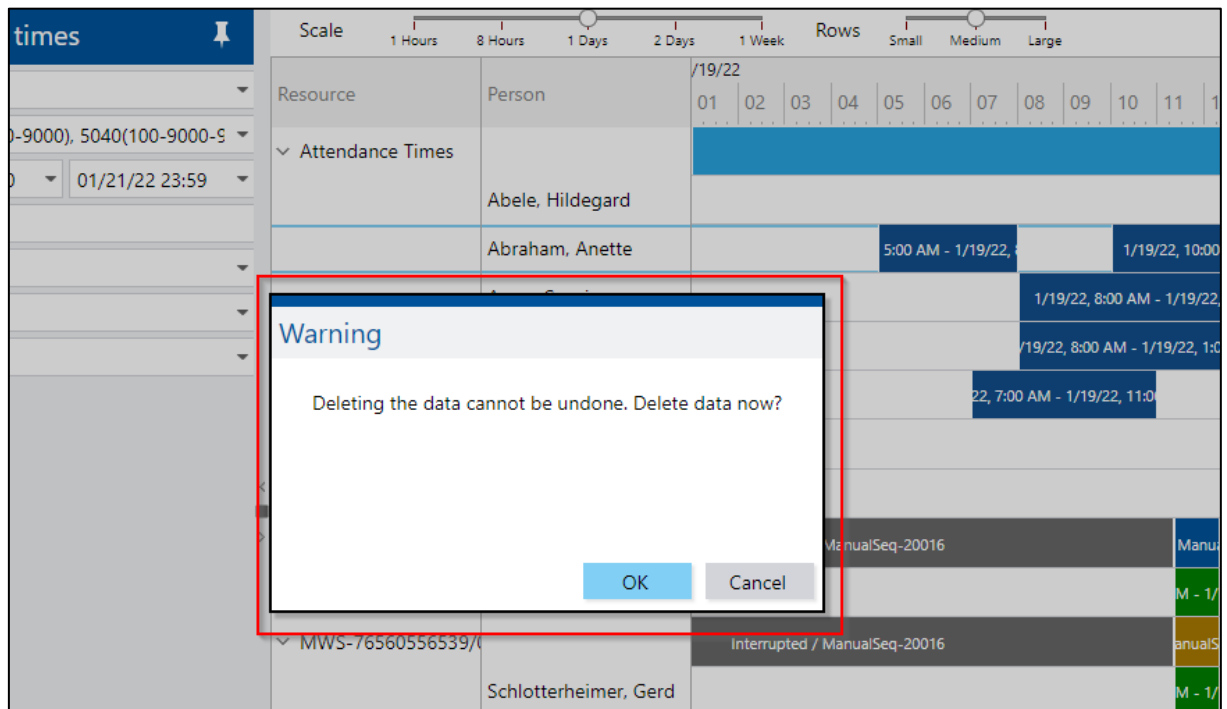 times
Scale
1 Hours 8 Hours 1 Days 2 Days 1 Week
Rows
Small Medium Large
/19/22
Resource Person
01 02 03 04 05 06 07 08 09 10 11 1
0-9000), 5040(100-9000-9
Attendance Times
01/21/22 23:59
Abele, Hildegard
Abraham, Anette
5:00 AM - 1/19/22, 1/19/22, 10:00
1/19/22, 8:00 AM - 1/19/22,
Warning
/19/22, 8:00 AM - 1/19/22, 1:0
Deleting the data cannot be undone. Delete data now?
22, 7:00 AM - 1/19/22, 11:0
ManualSeq-20016 Manua
OK Cancel
M - 1/
MWS-76560556539/
Interrupted / ManualSeq-20016 anualS
Schlotterheimer, Gerd
M - 1/